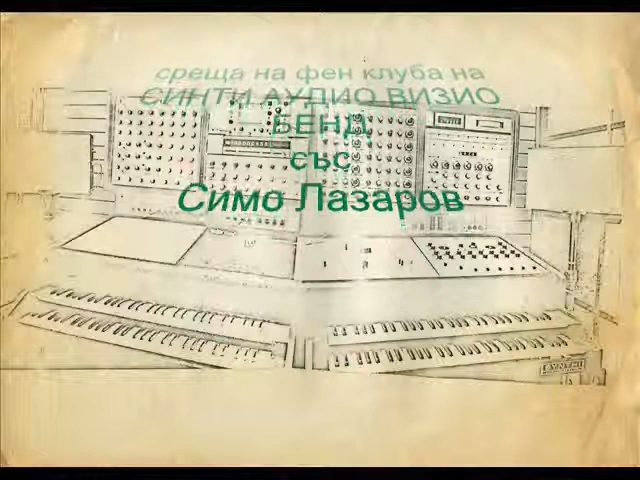 среща на фен клуба на
СИНТИ АУДИО ВИЗИО
БЕНД
със
Симо Лазаров